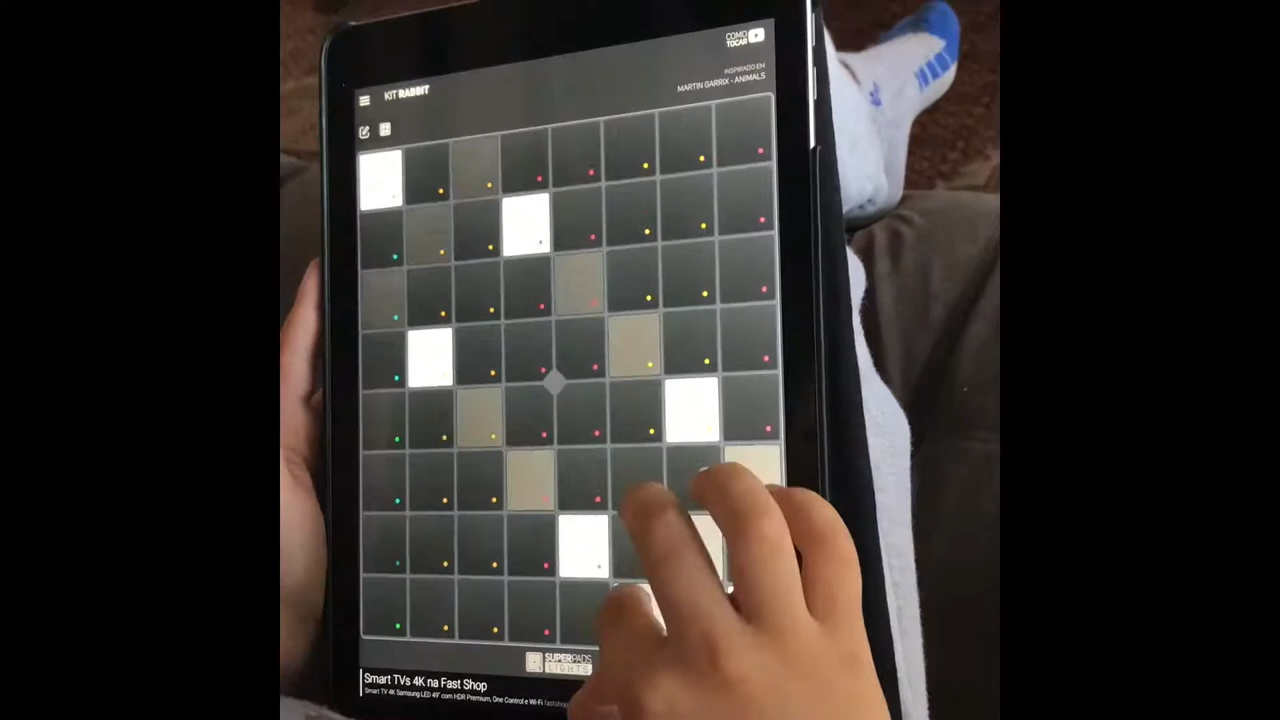 COMO
TOCAR
KIT RABBIT
INSPIRADO EM
MARTIN GARRIX - ANIMALS
SUPERPADS
LIGHTS
Smart TVs 4K na Fast Shop
Smart TV 4K Samsung LED 49" com HDR Premium, One Control e Wi-Fi fastshop